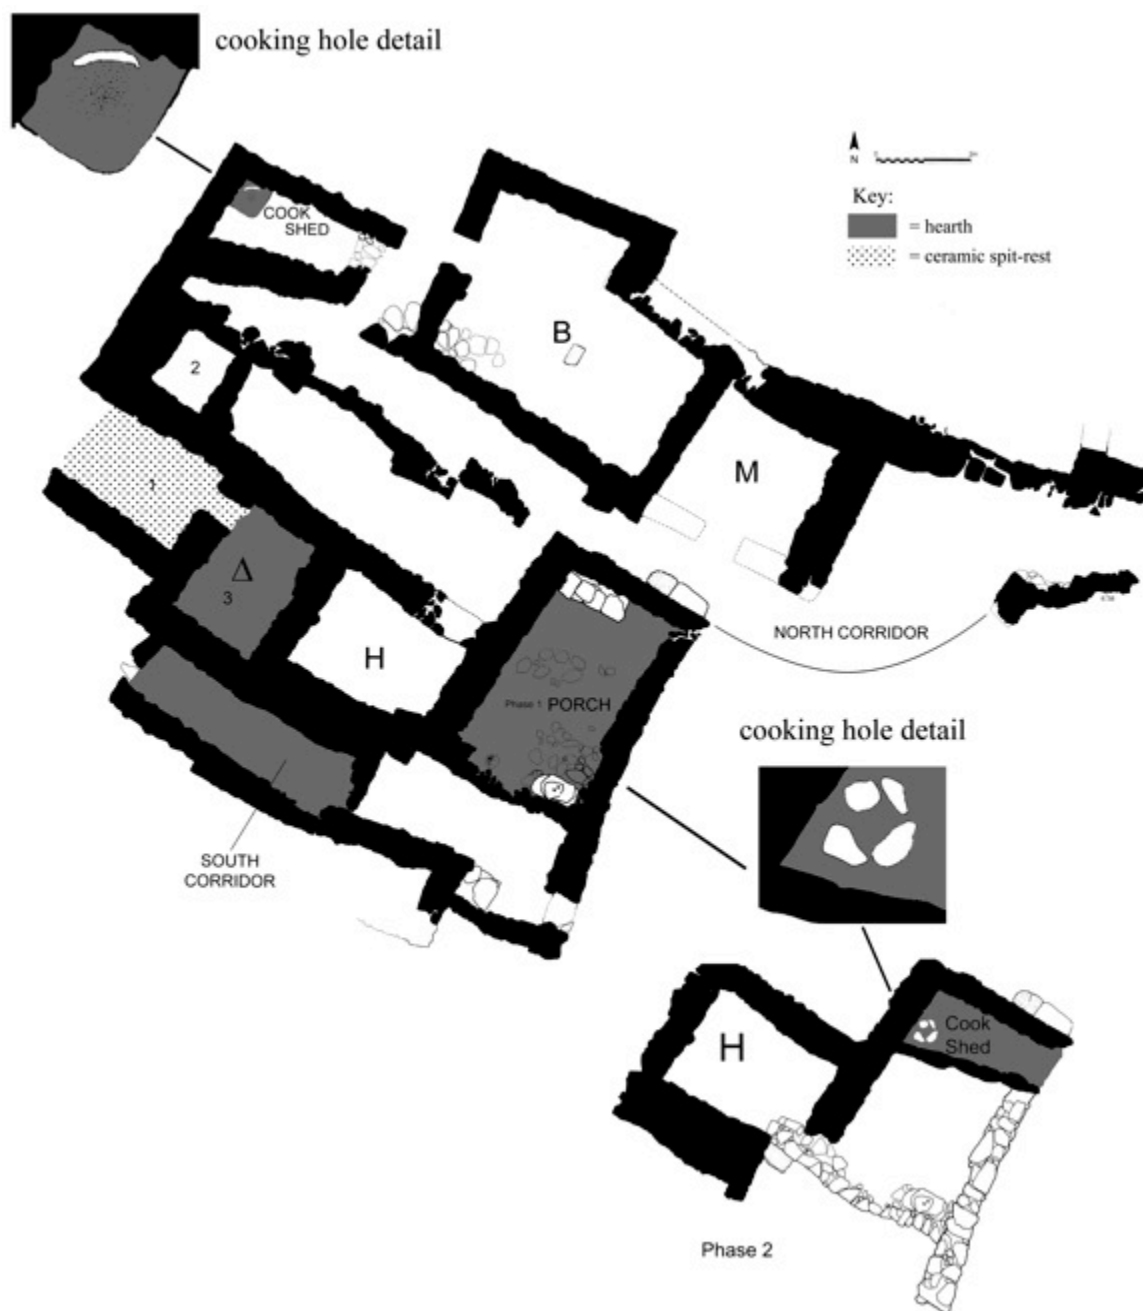 cooking hole detail
N
Key:
= hearth
= ceramic spit-rest
COOK
SHED
B
2
M
1
Δ
3
H
NORTH CORRIDOR
Phase 1 PORCH
cooking hole detail
SOUTH
CORRIDOR
H
Cook
Shed
Phase 2